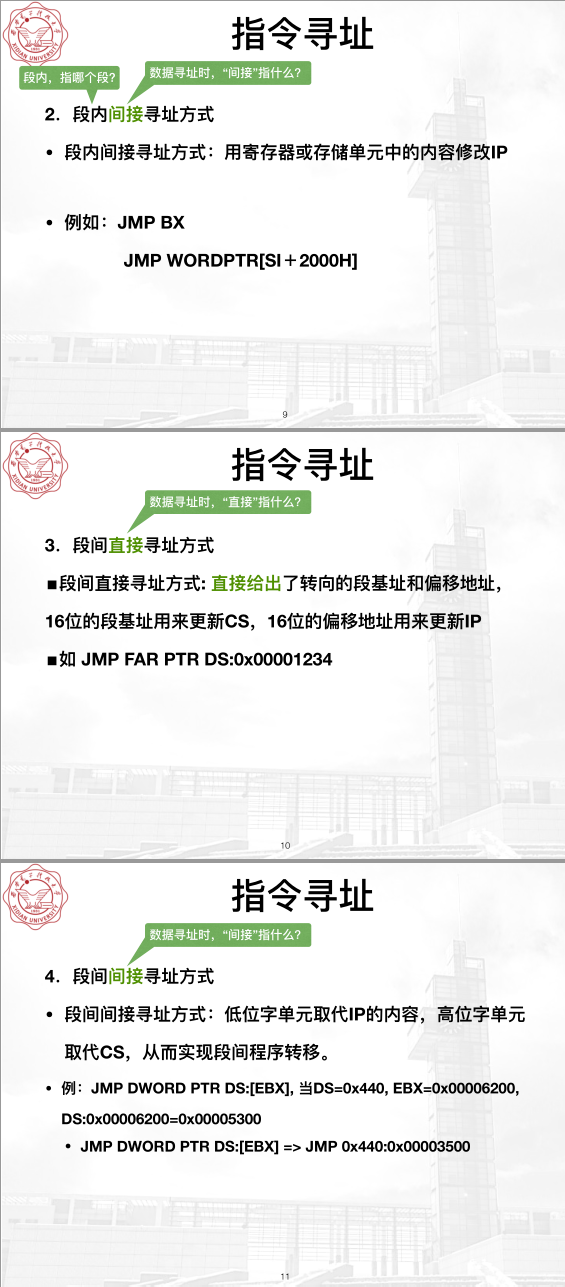 指令寻址
段内，指哪个段?
数据寻址时，“间接”指什么?
2．段内间接寻址方式
• 段内间接寻址方式：用寄存器或存储单元中的内容修改IP
• 例如：JMP BX
JMP WORDPTR[SI＋2000H]
9
XIDIAN UNIVERSITY
指令寻址
数据寻址时，“直接”指什么?
3．段间直接寻址方式
■段间直接寻址方式: 直接给出了转向的段基址和偏移地址，
16位的段基址用来更新CS，16位的偏移地址用来更新IP
■如 JMP FAR PTR DS:0x00001234
10
XIDIAN UNIVERSITY
指令寻址
数据寻址时，“间接”指什么?
4．段间间接寻址方式
• 段间间接寻址方式：低位字单元取代IP的内容，高位字单元
取代CS，从而实现段间程序转移。
• 例：JMP DWORD PTR DS:[EBX], 当DS=0x440, EBX=0x00006200,
DS:0x00006200=0x00005300
• JMP DWORD PTR DS:[EBX] => JMP 0x440:0x00003500
11
XIDIAN UNIVERSITY